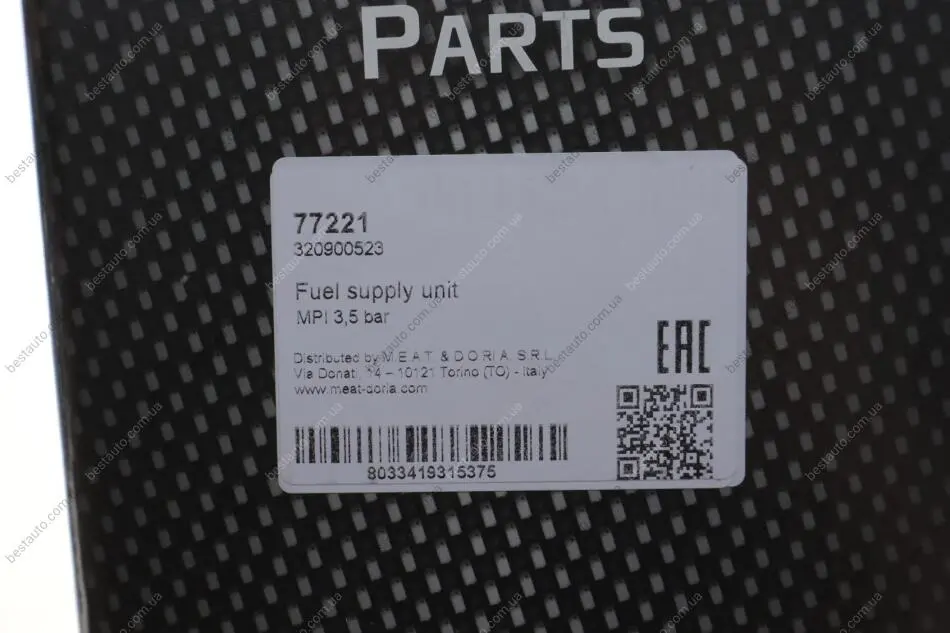 PARTS
77221
320900523
Fuel supply unit
MPI 3,5 bar
EAC
Distributed by M.E.A.T. & D O R I A S.R.L.
Via Donati, 14 – 10121 Torino (TO) - Italy
www.meat-doria.com
8033419315375
bestauto.com.ua